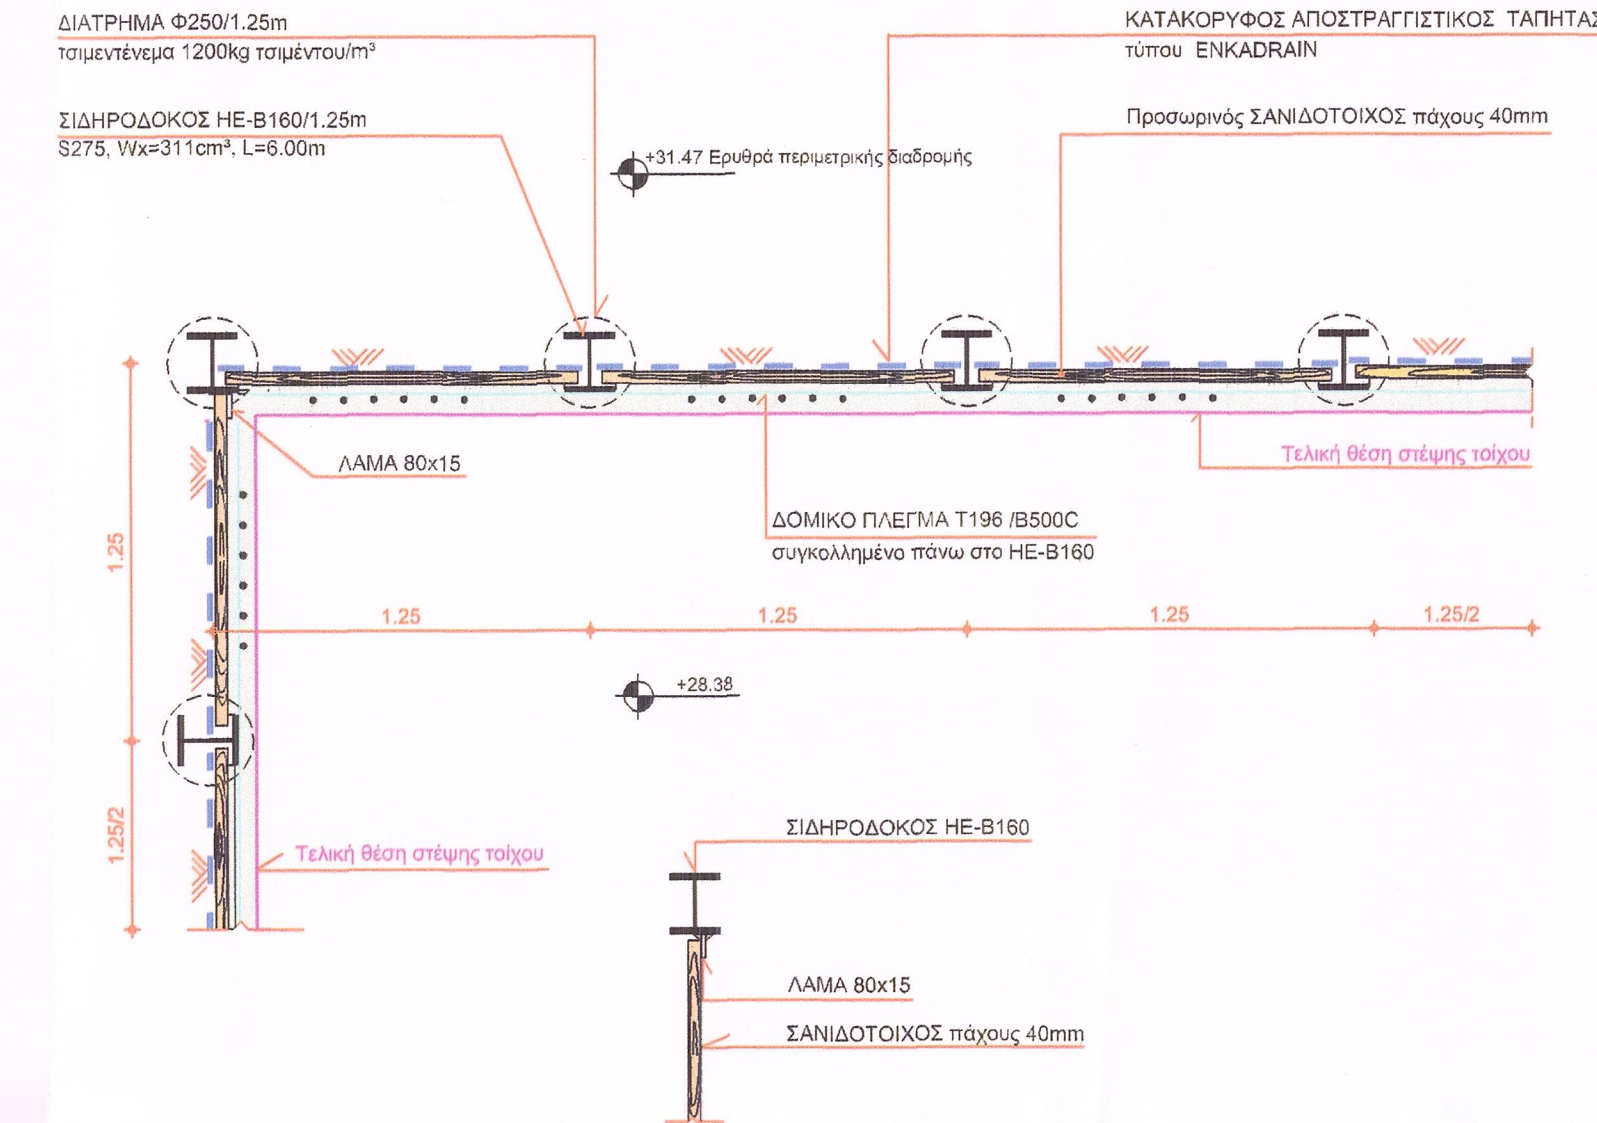 ΔΙΑΤΡΗΜΑ Φ250/1.25m
τσιμεντένεμα 1200kg τσιμέντου/m³
ΚΑΤΑΚΟΡΥΦΟΣ ΑΠΟΣΤΡΑΓΓΙΣΤΙΚΟΣ ΤΑΠΗΤΑΣ
τύπου ENKADRAIN
ΣΙΔΗΡΟΔΟΚΟΣ HE-B160/1.25m
S275, Wx=311cm³, L=6.00m
Προσωρινός ΣΑΝΙΔΟΤΟΙΧΟΣ πάχους 40mm
+31.47 Ερυθρά περιμετρικής διαδρομής
ΛΑΜΑ 80x15
Τελική θέση στέψης τοίχου
ΔΟΜΙΚΟ ΠΛΕΓΜΑ T196 /B500C
συγκολλημένο πάνω στο HE-B160
1.25
1.25
1.25
1.25
1.25/2
+28.38
1.25/2
Τελική θέση στέψης τοίχου
ΣΙΔΗΡΟΔΟΚΟΣ HE-B160
ΛΑΜΑ 80x15
ΣΑΝΙΔΟΤΟΙΧΟΣ πάχους 40mm